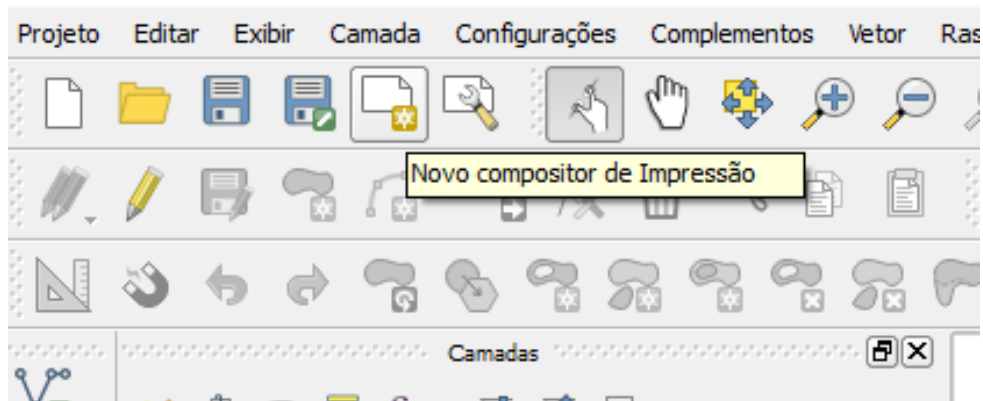 Projeto Editar Exibir Camada Configurações Complementos Vetor
Novo compositor de Impressão
Camadas